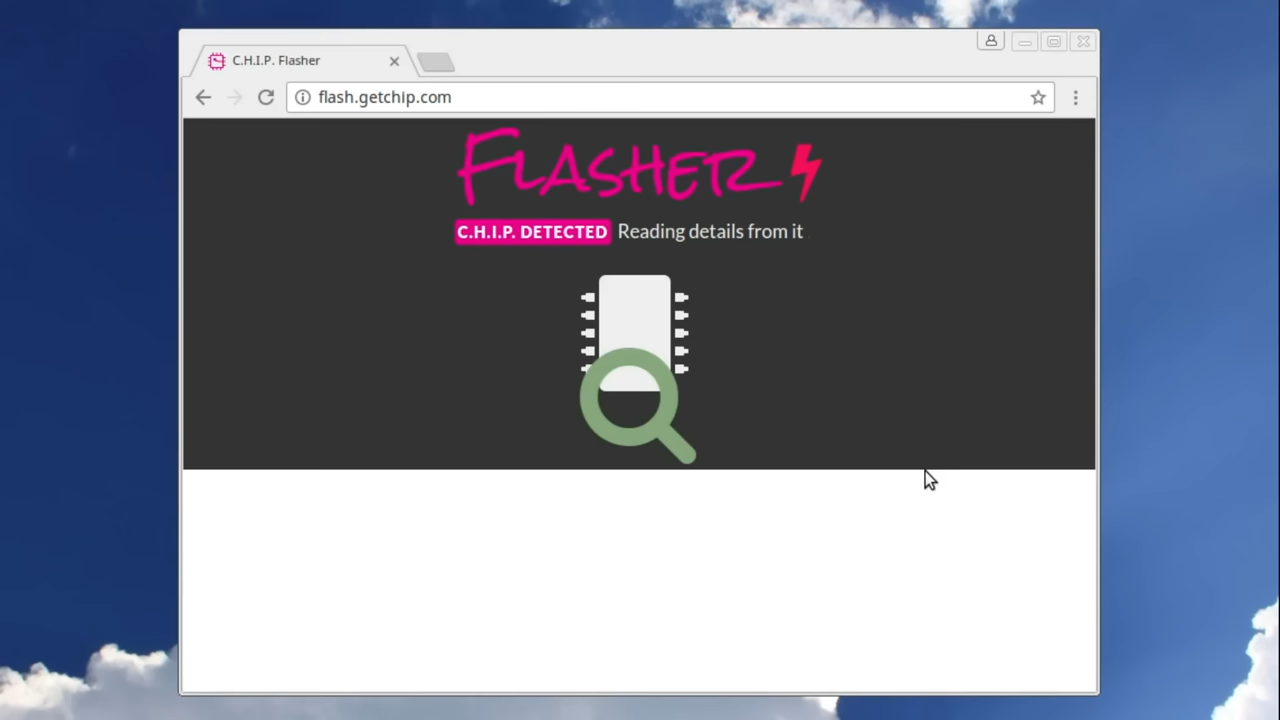 C.H.I.P. Flasher
flash.getchip.com
FLASHER
C.H.I.P. DETECTED Reading details from it